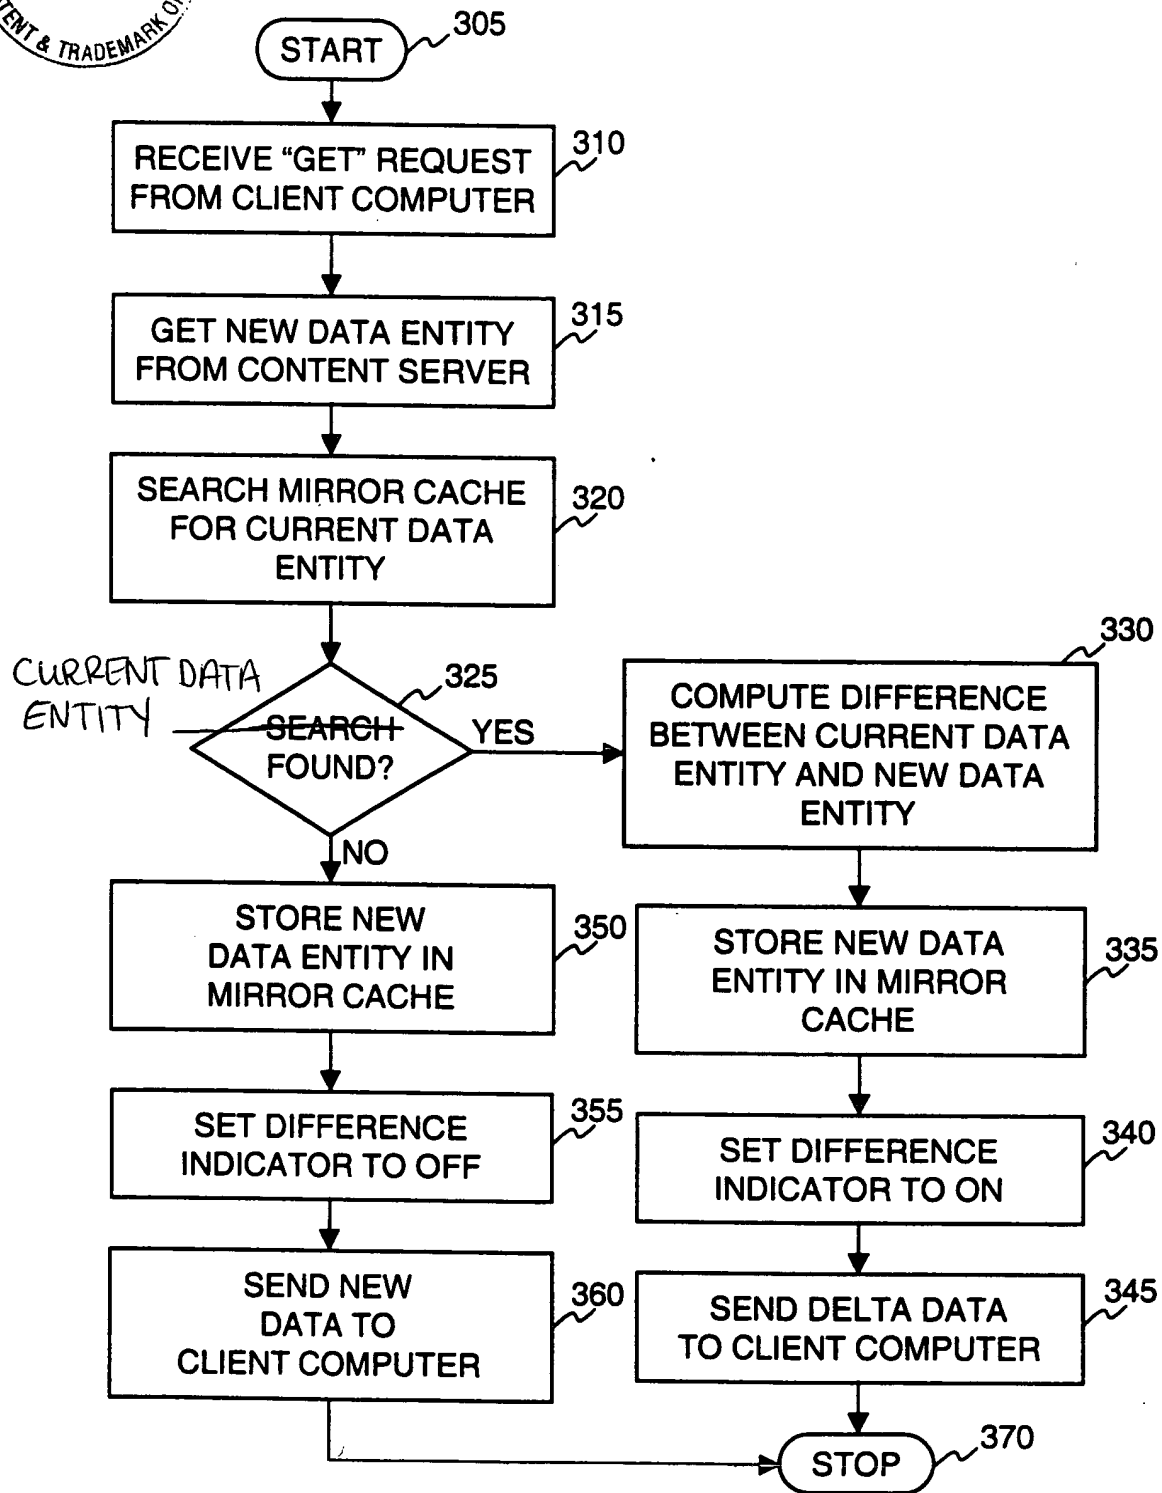 TENT & TRADEMARK O
START
305
RECEIVE “GET” REQUEST
FROM CLIENT COMPUTER
310
GET NEW DATA ENTITY
FROM CONTENT SERVER
315
SEARCH MIRROR CACHE
FOR CURRENT DATA
ENTITY
320
CURRENT DATA
ENTITY
325
SEARCH
FOUND?
YES
NO
330
COMPUTE DIFFERENCE
BETWEEN CURRENT DATA
ENTITY AND NEW DATA
ENTITY
STORE NEW
DATA ENTITY IN
MIRROR CACHE
350
STORE NEW DATA
ENTITY IN MIRROR
CACHE
335
SET DIFFERENCE
INDICATOR TO OFF
355
SET DIFFERENCE
INDICATOR TO ON
340
SEND NEW
DATA TO
CLIENT COMPUTER
360
SEND DELTA DATA
TO CLIENT COMPUTER
345
STOP
370